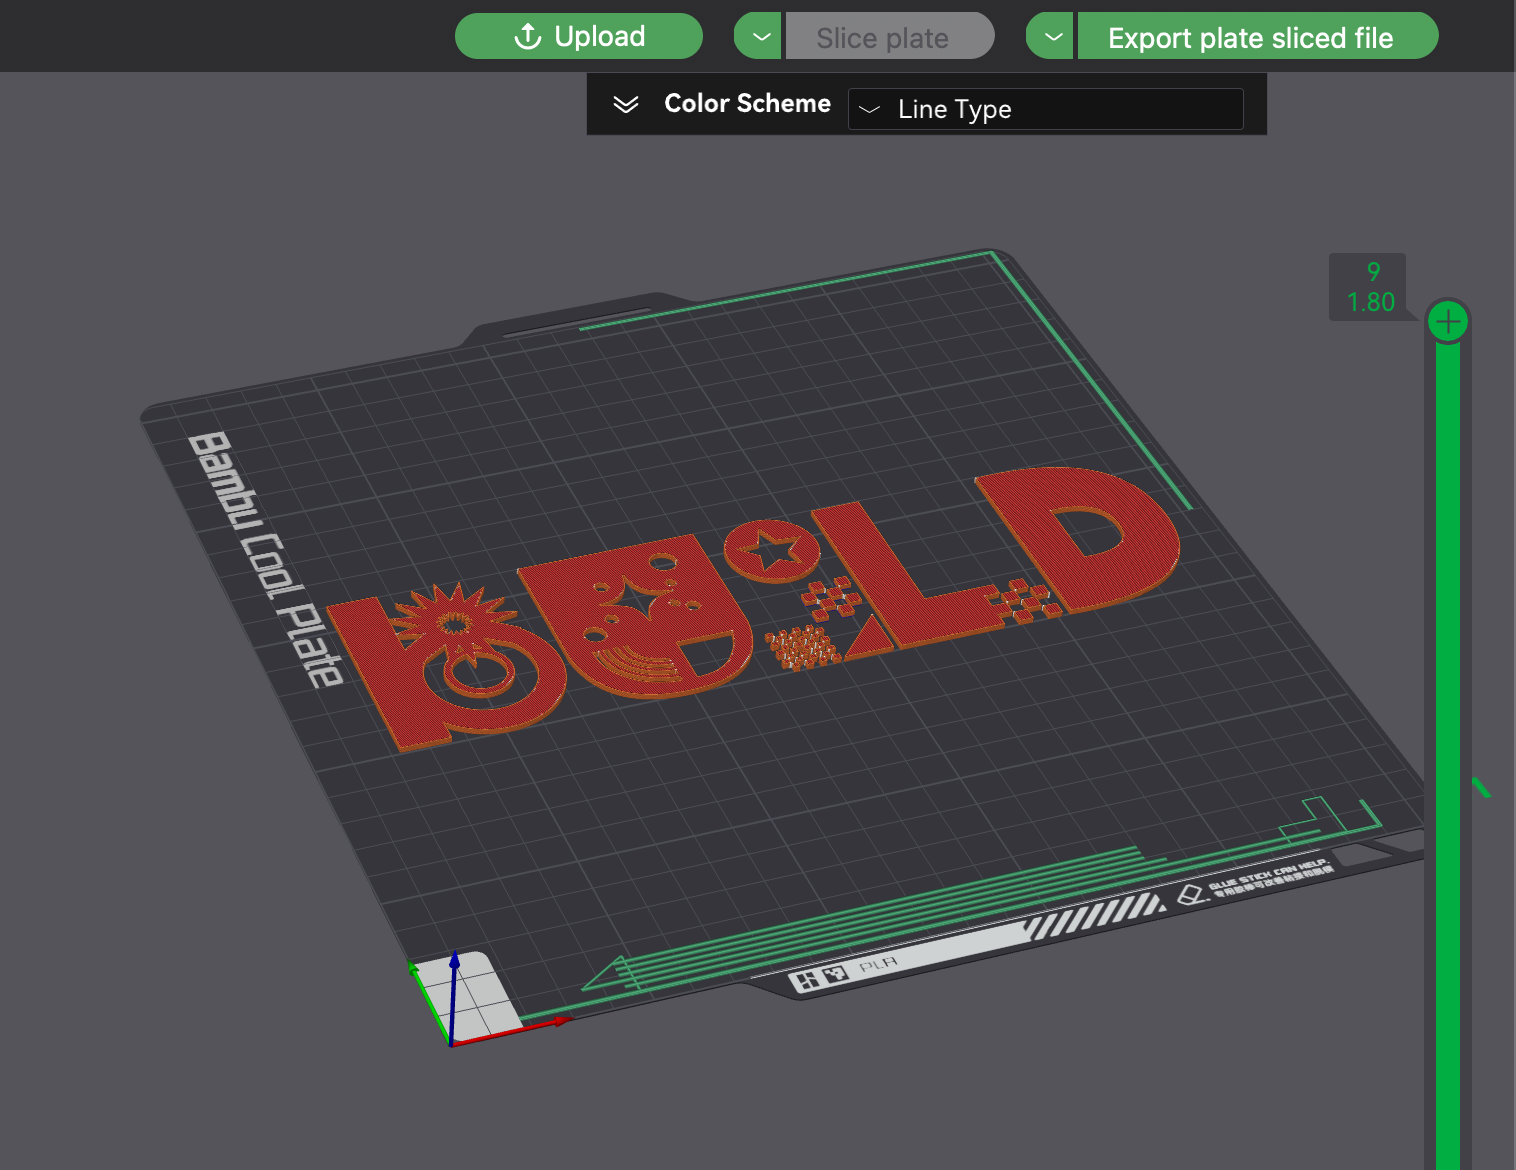 Upload
Slice plate
Export plate sliced file
Color Scheme
Line Type
9
1.80
Bambu Cool Plate
bUiLD
GLUE STICK CAN HELP.
PLA